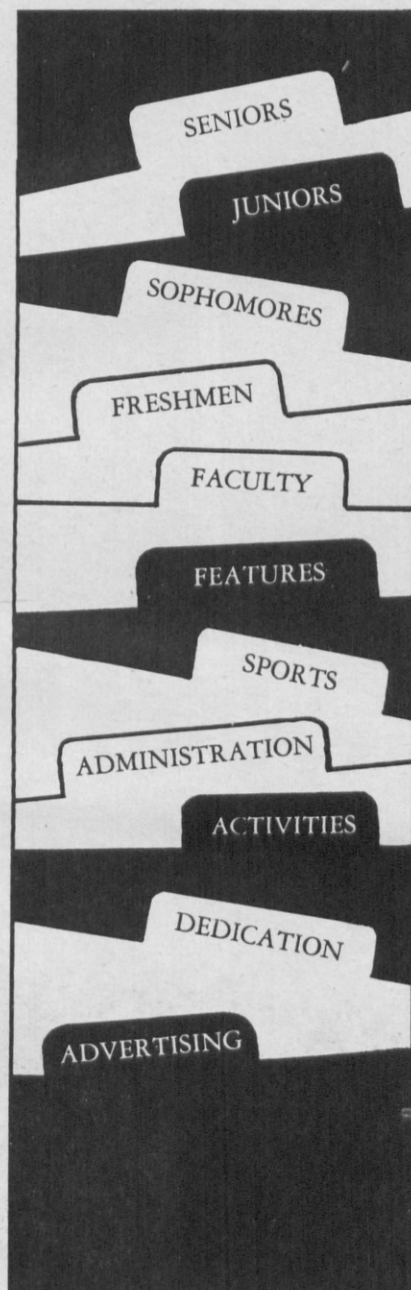 SENIORS
JUNIORS
SOPHOMORES
FRESHMEN
FACULTY
FEATURES
SPORTS
ADMINISTRATION
ACTIVITIES
DEDICATION
ADVERTISING